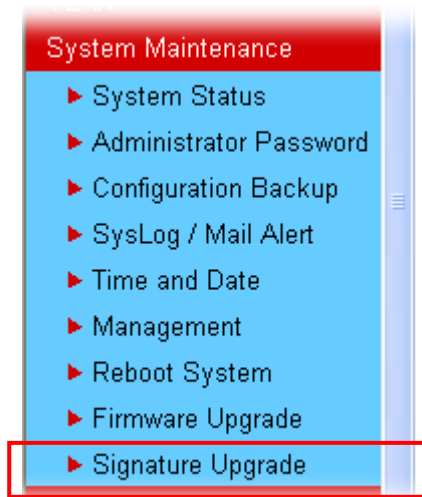 System Maintenance
System Status
Administrator Password
Configuration Backup
SysLog / Mail Alert
Time and Date
Management
Reboot System
Firmware Upgrade
Signature Upgrade